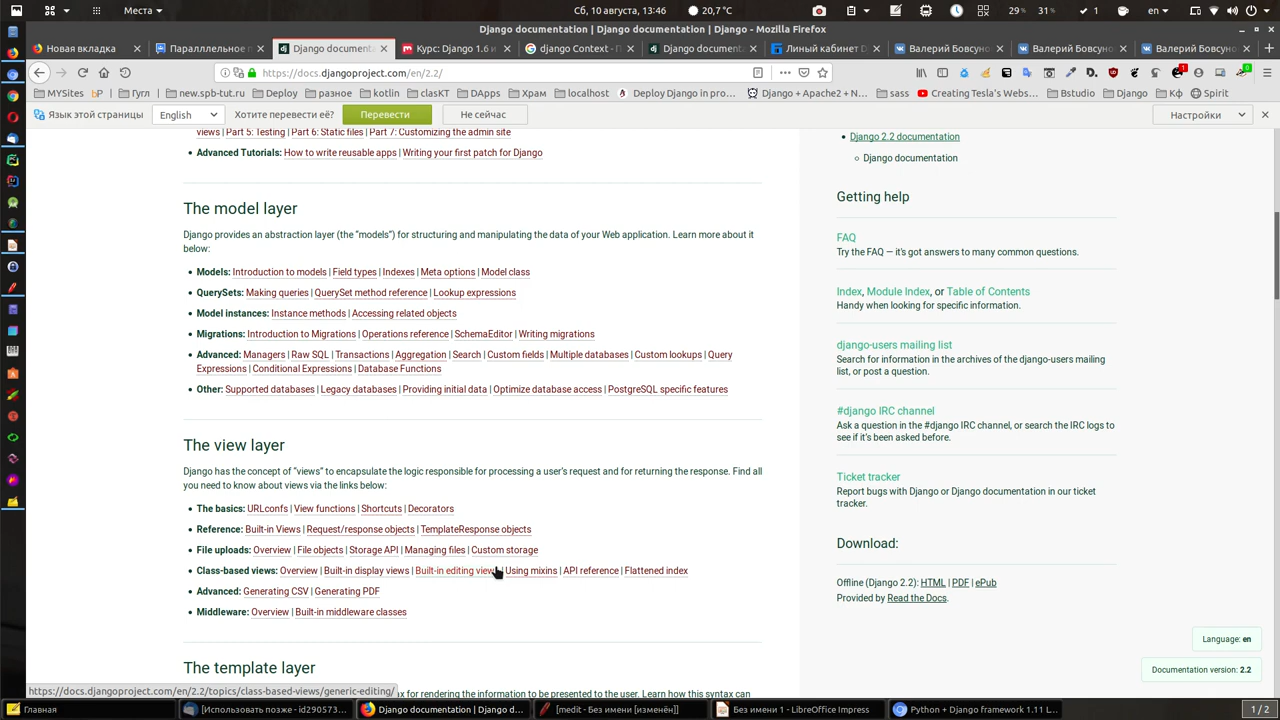 Места
Сб, 10 августа, 13:46
20,7 °C
29%
31%
1
en
Django documentation | Django documentation | Django - Mozilla Firefox
Новая вкладка
Параллельное п
Django documenta
Курс: Django 1.6 и
django Context - П
Django documenta
Линый кабинет D
Валерий Бовсуно
Валерий Бовсуно
Валерий Бовсуно
https://docs.djangoproject.com/en/2.2/
MYSites
bP
Гугл
new.spb-tut.ru
Deploy
разное
kotlin
clasKT
DApps
Храм
localhost
Deploy Django in pro...
Django + Apache2 + N...
sass
Creating Tesla's Webs...
Bstudio
Django
Кф
Spirit
Язык этой страницы
English
Хотите перевести её?
Перевести
Не сейчас
Настройки
views | Part 5: Testing | Part 6: Static files | Part 7: Customizing the admin site
• Advanced Tutorials: How to write reusable apps | Writing your first patch for Django
The model layer
Django provides an abstraction layer (the “models”) for structuring and manipulating the data of your Web application. Learn more about it
below:
• Models: Introduction to models | Field types | Indexes | Meta options | Model class
• QuerySets: Making queries | QuerySet method reference | Lookup expressions
• Model instances: Instance methods | Accessing related objects
• Migrations: Introduction to Migrations | Operations reference | SchemaEditor | Writing migrations
• Advanced: Managers | Raw SQL | Transactions | Aggregation | Search | Custom fields | Multiple databases | Custom lookups | Query
Expressions | Conditional Expressions | Database Functions
• Other: Supported databases | Legacy databases | Providing initial data | Optimize database access | PostgreSQL specific features
The view layer
Django has the concept of “views” to encapsulate the logic responsible for processing a user’s request and for returning the response. Find all
you need to know about views via the links below:
• The basics: URLconfs | View functions | Shortcuts | Decorators
• Reference: Built-in Views | Request/response objects | TemplateResponse objects
• File uploads: Overview | File objects | Storage API | Managing files | Custom storage
• Class-based views: Overview | Built-in display views | Built-in editing views | Using mixins | API reference | Flattened index
• Advanced: Generating CSV | Generating PDF
• Middleware: Overview | Built-in middleware classes
The template layer
x for rendering the information to be presented to the user. Learn how this syntax can
• Django 2.2 documentation
Django documentation
Getting help
FAQ
Try the FAQ — it's got answers to many common questions.
Index, Module Index, or Table of Contents
Handy when looking for specific information.
django-users mailing list
Search for information in the archives of the django-users mailing
list, or post a question.
#django IRC channel
Ask a question in the #django IRC channel, or search the IRC logs to
see if it’s been asked before.
Ticket tracker
Report bugs with Django or Django documentation in our ticket
tracker.
Download:
Offline (Django 2.2): HTML | PDF | ePub
Provided by Read the Docs.
Language: en
Documentation version: 2.2
https://docs.djangoproject.com/en/2.2/topics/class-based-views/generic-editing/
Главная
[Использовать позже - id290573...
Django documentation | Django d...
[medit - Без имени [изменён]]
Без имени 1 - LibreOffice Impress
Python + Django framework 1.11 L...
1 / 2